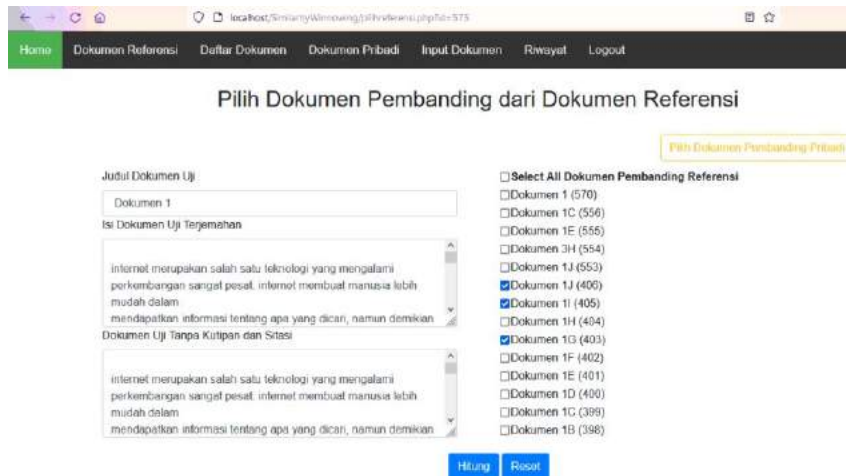 localhost/SimilarityWinnowing/pilihreferensi.php?id=575
Home Dokumen Referensi Daftar Dokumen Dokumen Pribadi Input Dokumen Riwayat Logout
Pilih Dokumen Pembanding dari Dokumen Referensi
Pilih Dokumen Pembanding Pribadi
Judul Dokumen Uji
Dokumen 1
Isi Dokumen Uji Terjemahan
internet merupakan salah satu teknologi yang mengalami
perkembangan sangat pesat. internet membuat manusia lebih
mudah dalam
mendapatkan informasi tentang apa yang dicari, namun demikian
Dokumen Uji Tanpa Kutipan dan Sitasi
internet merupakan salah satu teknologi yang mengalami
perkembangan sangat pesat. internet membuat manusia lebih
mudah dalam
mendapatkan informasi tentang apa yang dicari, namun demikian
Select All Dokumen Pembanding Referensi
Dokumen 1 (570)
Dokumen 1C (556)
Dokumen 1E (555)
Dokumen 3H (554)
Dokumen 1J (553)
Dokumen 1J (406)
Dokumen 1I (405)
Dokumen 1H (404)
Dokumen 1G (403)
Dokumen 1F (402)
Dokumen 1E (401)
Dokumen 1D (400)
Dokumen 1C (399)
Dokumen 1B (398)
Hitung Reset